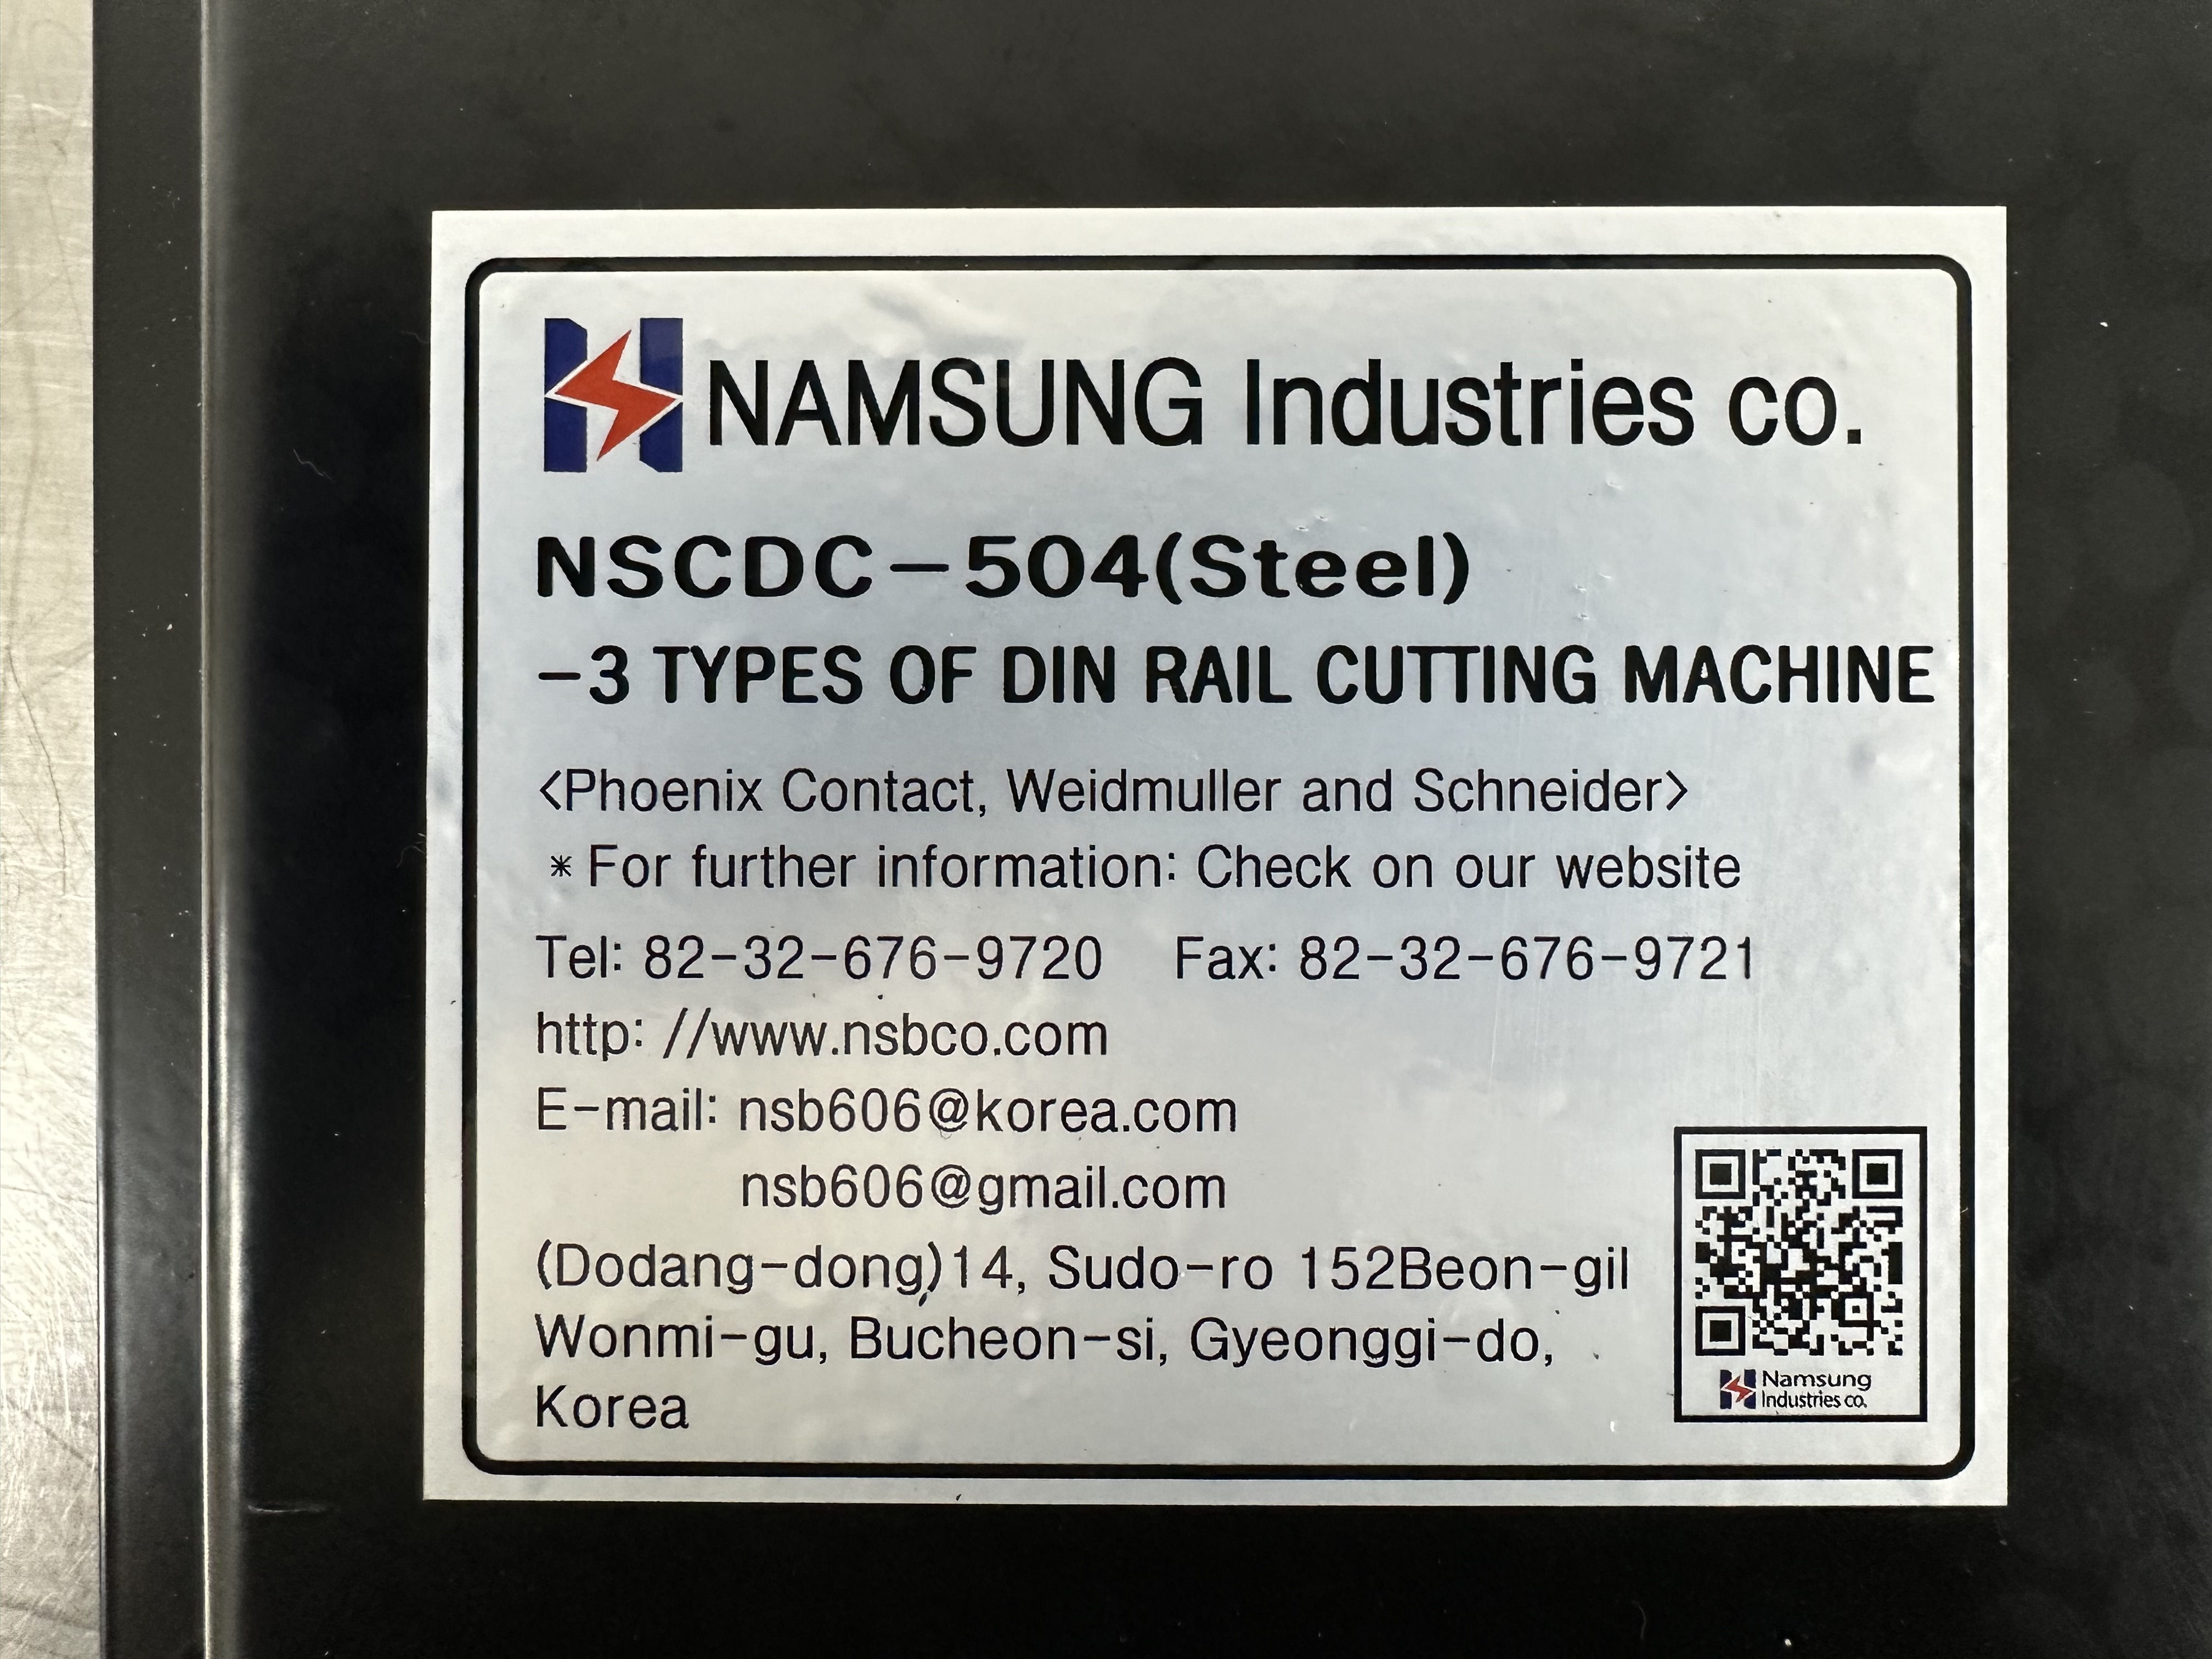 NAMSUNG Industries co.
NSCDC-504(Steel)
-3 TYPES OF DIN RAIL CUTTING MACHINE
<Phoenix Contact, Weidmuller and Schneider>
* For further information: Check on our website
Tel: 82-32-676-9720 Fax: 82-32-676-9721
http: //www.nsbco.com
E-mail: nsb606@korea.com
nsb606@gmail.com
(Dodang-dong)14, Sudo-ro 152Beon-gil
Wonmi-gu, Bucheon-si, Gyeonggi-do,
Korea
Namsung
Industries co.